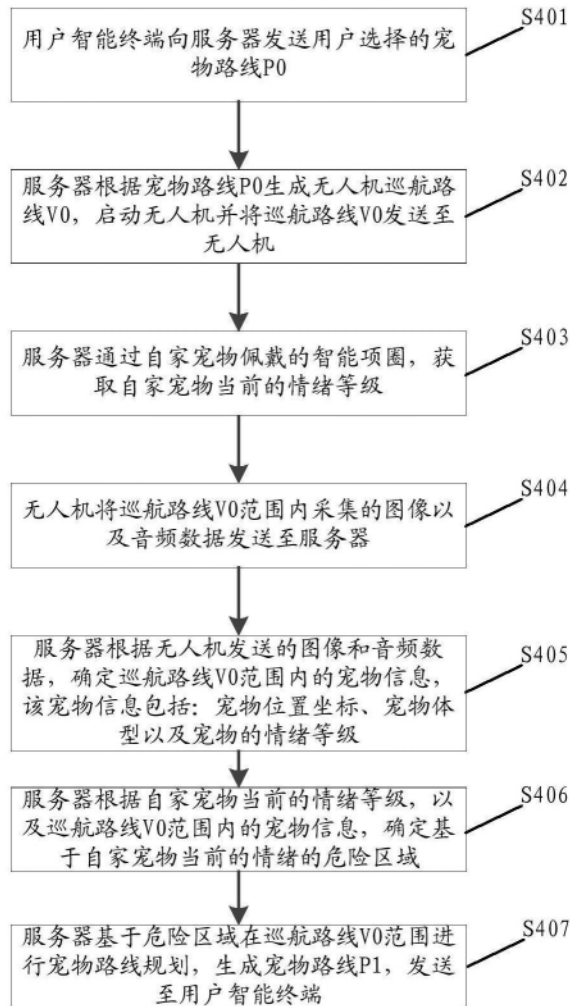 S401
用户智能终端向服务器发送用户选择的宠
物路线P0
S402
服务器根据宠物路线P0生成无人机巡航路
线V0，启动无人机并将巡航路线V0发送至
无人机
S403
服务器通过自家宠物佩戴的智能项圈，获
取自家宠物当前的情绪等级
S404
无人机将巡航路线V0范围内采集的图像以
及音频数据发送至服务器
S405
服务器根据无人机发送的图像和音频数
据，确定巡航路线V0范围内的宠物信息，
该宠物信息包括：宠物位置坐标、宠物体
型以及宠物的情绪等级
S406
服务器根据自家宠物当前的情绪等级，以
及巡航路线V0范围内的宠物信息，确定基
于自家宠物当前的情绪的危险区域
S407
服务器基于危险区域在巡航路线V0范围进
行宠物路线规划，生成宠物路线P1，发送
至用户智能终端